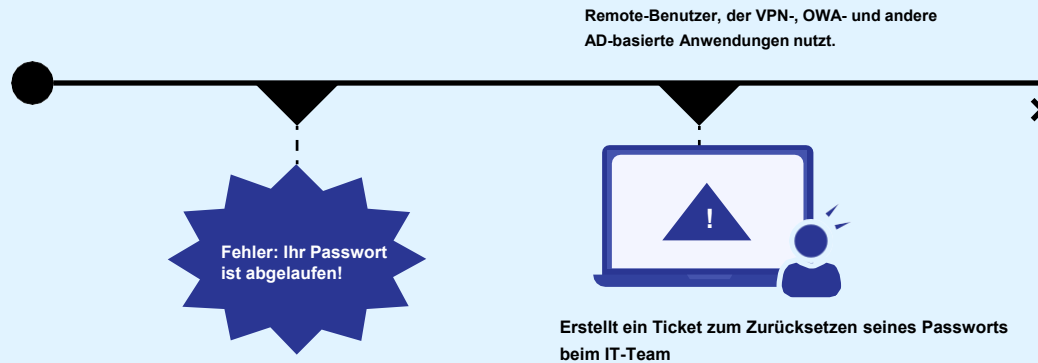 Remote-Benutzer, der VPN-, OWA- und andere
AD-basierte Anwendungen nutzt.
Fehler: Ihr Passwort
ist abgelaufen!
!
Erstellt ein Ticket zum Zurücksetzen seines Passworts
beim IT-Team